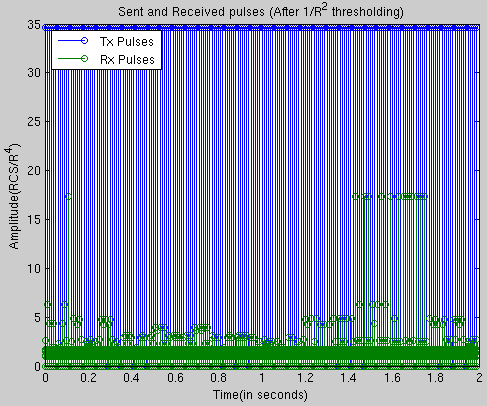 Sent and Received pulses (After 1/R^2 thresholding)
Tx Pulses
Rx Pulses
Amplitude(RCS/R^4)
35
30
25
20
15
10
5
0
0 0.2 0.4 0.6 0.8 1 1.2 1.4 1.6 1.8 2
Time(in seconds)